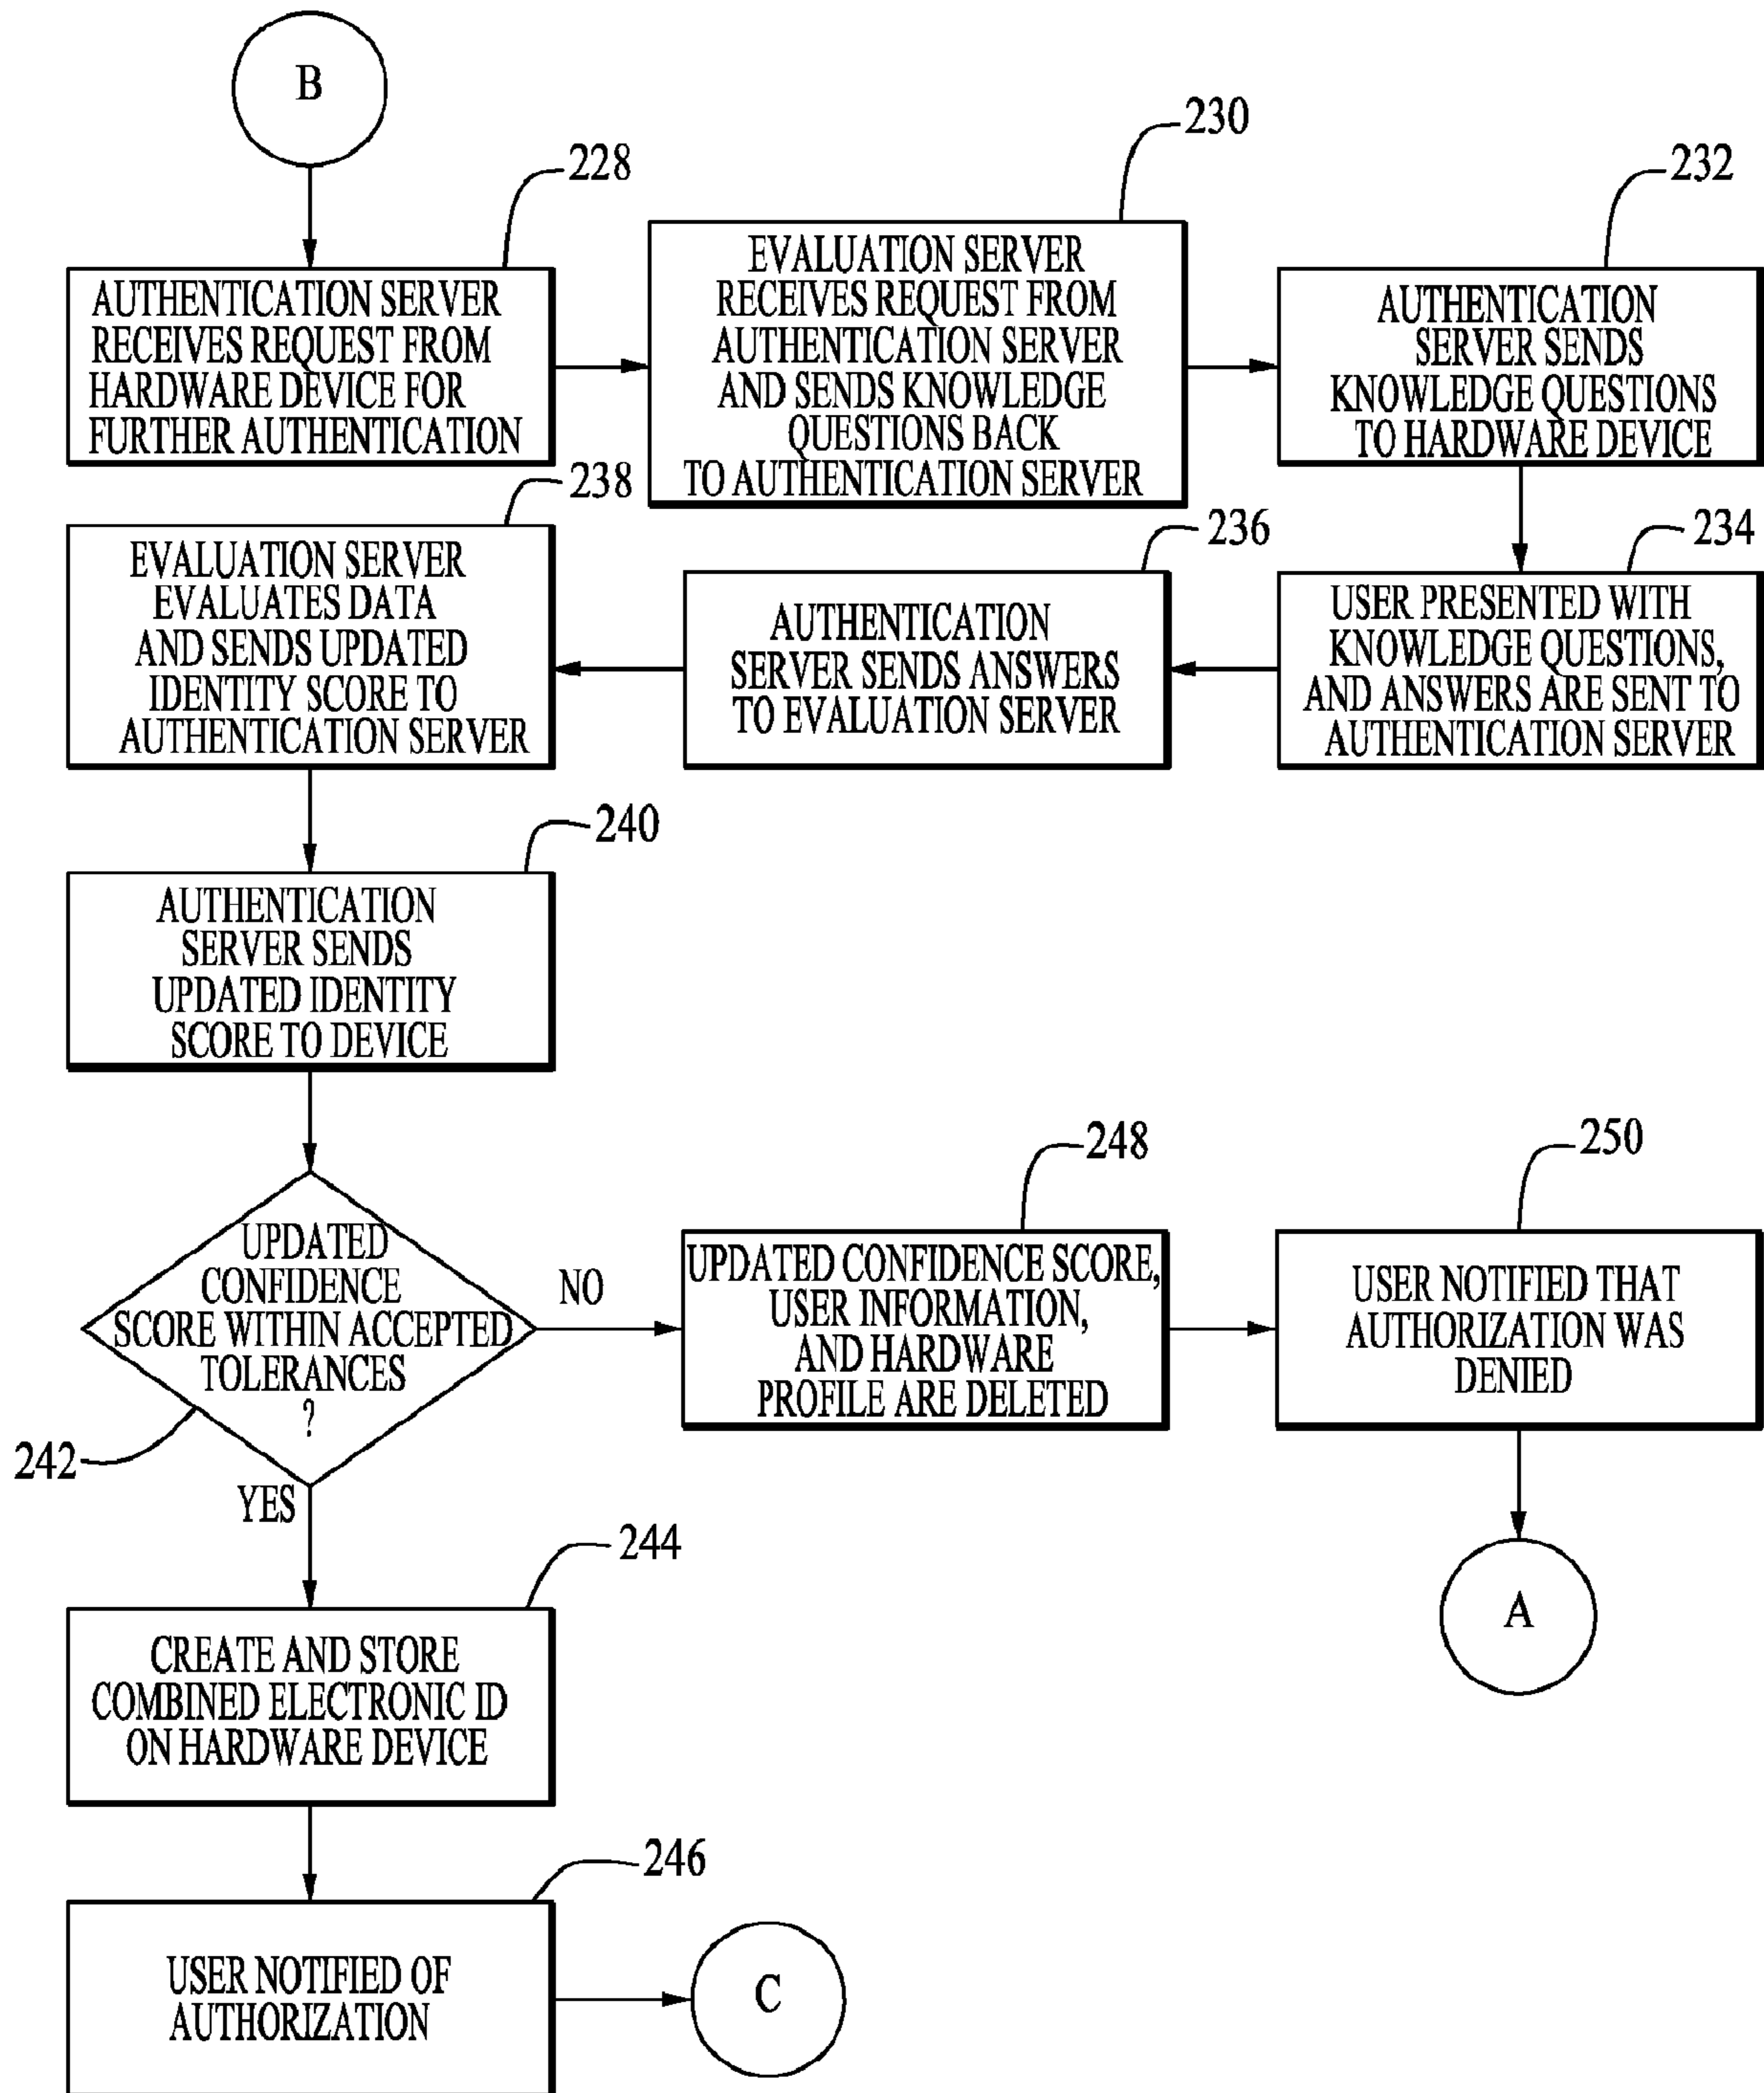 B
228
AUTHENTICATION SERVER
RECEIVES REQUEST FROM
HARDWARE DEVICE FOR
FURTHER AUTHENTICATION
230
EVALUATION SERVER
RECEIVES REQUEST FROM
AUTHENTICATION SERVER
AND SENDS KNOWLEDGE
QUESTIONS BACK
TO AUTHENTICATION SERVER
232
AUTHENTICATION
SERVER SENDS
KNOWLEDGE QUESTIONS
TO HARDWARE DEVICE
234
USER PRESENTED WITH
KNOWLEDGE QUESTIONS,
AND ANSWERS ARE SENT TO
AUTHENTICATION SERVER
236
AUTHENTICATION
SERVER SENDS ANSWERS
TO EVALUATION SERVER
238
EVALUATION SERVER
EVALUATES DATA
AND SENDS UPDATED
IDENTITY SCORE TO
AUTHENTICATION SERVER
240
AUTHENTICATION
SERVER SENDS
UPDATED IDENTITY
SCORE TO DEVICE
UPDATED
CONFIDENCE
SCORE WITHIN ACCEPTED
TOLERANCES
?
242
NO
248
UPDATED CONFIDENCE SCORE,
USER INFORMATION,
AND HARDWARE
PROFILE ARE DELETED
250
USER NOTIFIED THAT
AUTHORIZATION WAS
DENIED
A
YES
244
CREATE AND STORE
COMBINED ELECTRONIC ID
ON HARDWARE DEVICE
246
USER NOTIFIED OF
AUTHORIZATION
C